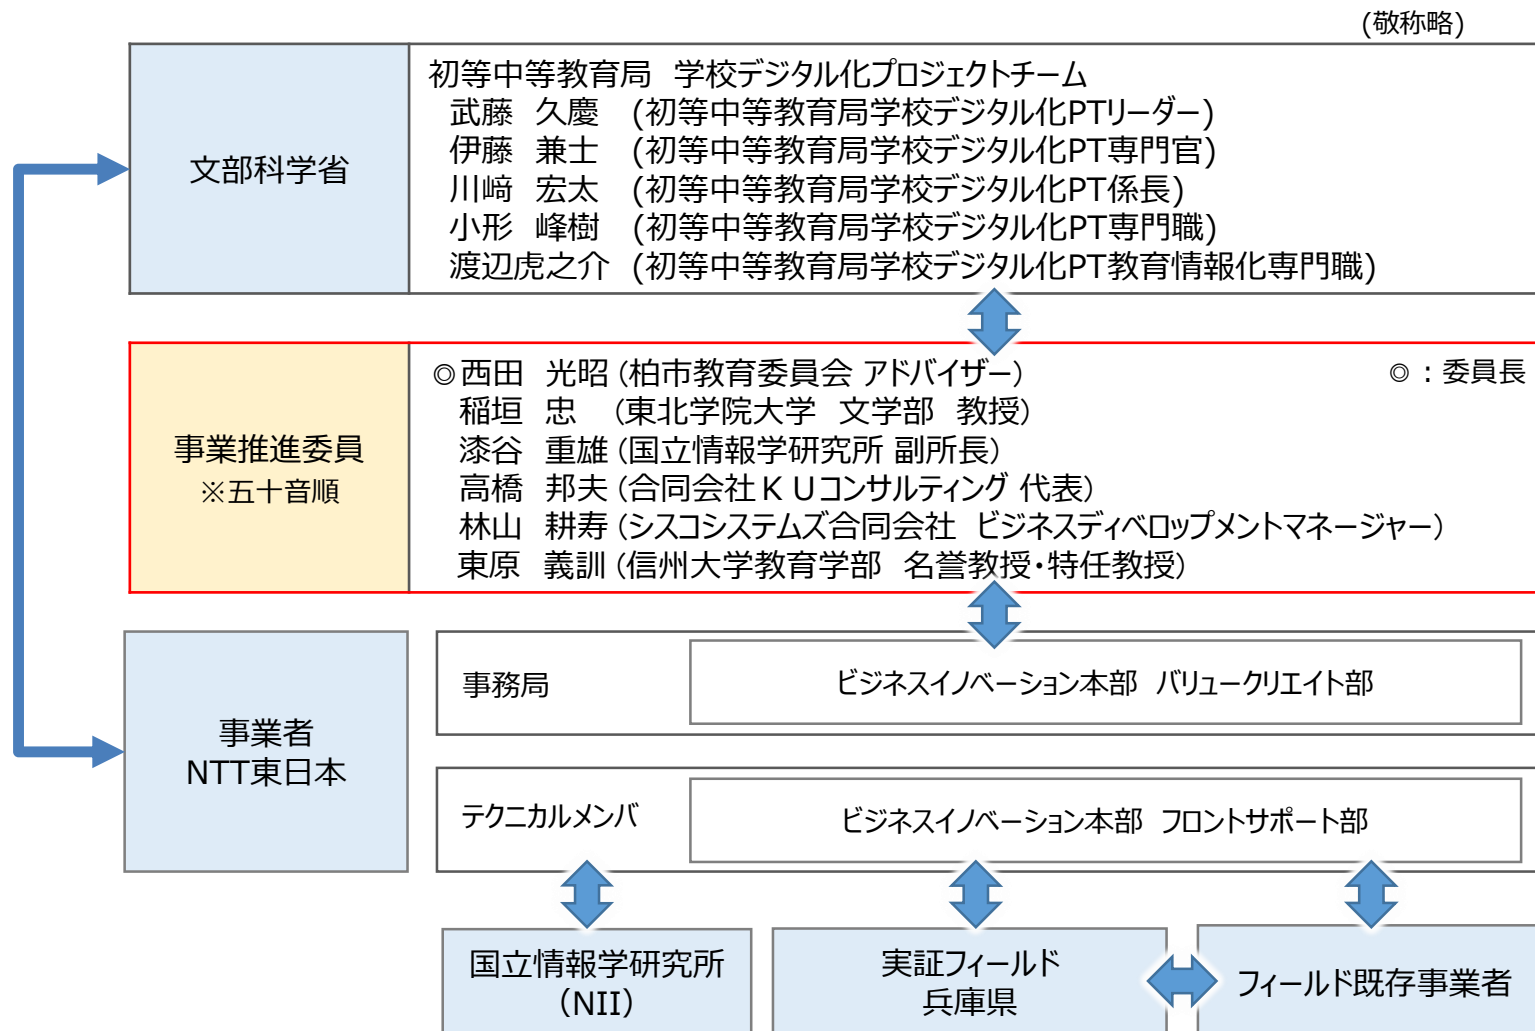 (敬称略)
文部科学省
初等中等教育局 学校デジタル化プロジェクトチーム
武藤 久慶 (初等中等教育局学校デジタル化PTリーダー)
伊藤 兼士 (初等中等教育局学校デジタル化PT専門官)
川﨑 宏太 (初等中等教育局学校デジタル化PT係長)
小形 峰樹 (初等中等教育局学校デジタル化PT専門職)
渡辺虎之介 (初等中等教育局学校デジタル化PT教育情報化専門職)
事業推進委員
※五十音順
◎西田 光昭（柏市教育委員会 アドバイザー）
◎：委員長
稲垣 忠 （東北学院大学 文学部 教授）
漆谷 重雄（国立情報学研究所 副所長）
高橋 邦夫（合同会社ＫＵコンサルティング 代表）
林山 耕寿（シスコシステムズ合同会社 ビジネスディベロップメントマネージャー）
東原 義訓（信州大学教育学部 名誉教授・特任教授）
事業者
NTT東日本
事務局
ビジネスイノベーション本部 バリュークリエイト部
テクニカルメンバ
ビジネスイノベーション本部 フロントサポート部
国立情報学研究所
（NII）
実証フィールド
兵庫県
フィールド既存事業者